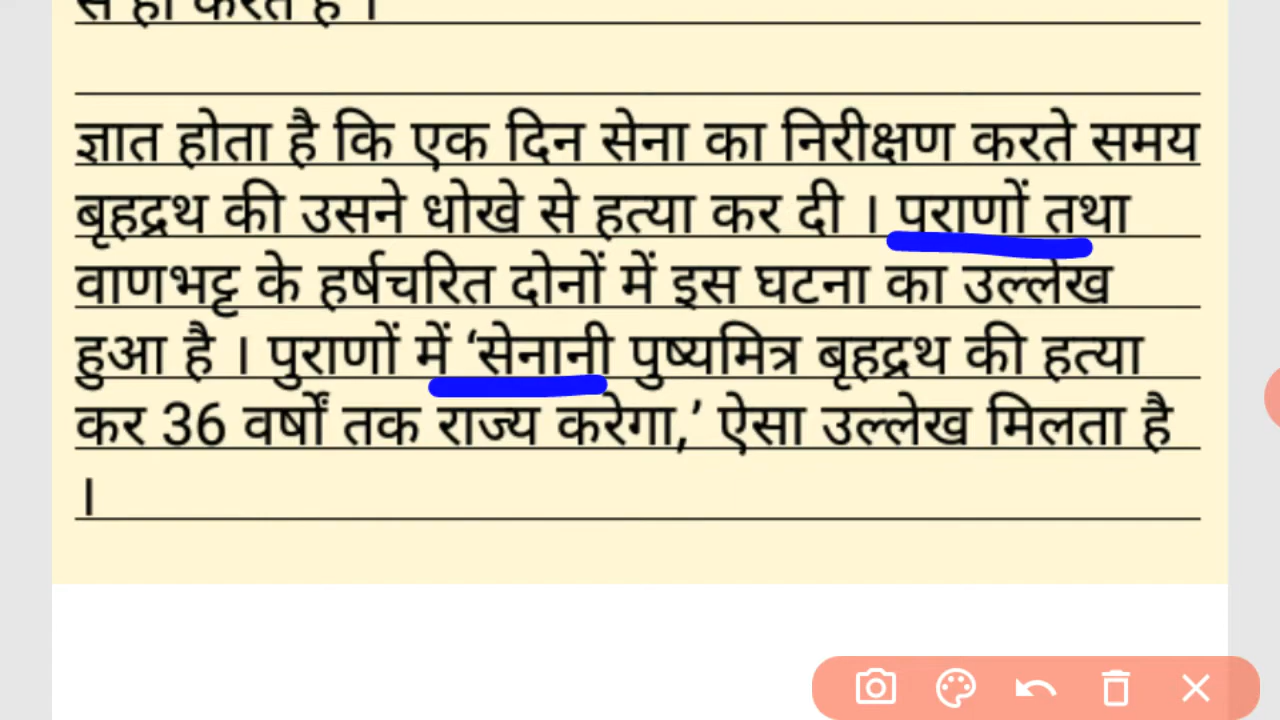 से ही करते है ।
ज्ञात होता है कि एक दिन सेना का निरीक्षण करते समय
बृहद्रथ की उसने धोखे से हत्या कर दी । पुराणों तथा
वाणभट्ट के हर्षचरित दोनों में इस घटना का उल्लेख
हुआ है । पुराणों में ‘सेनानी पुष्यमित्र बृहद्रथ की हत्या
कर 36 वर्षों तक राज्य करेगा,’ ऐसा उल्लेख मिलता है
।